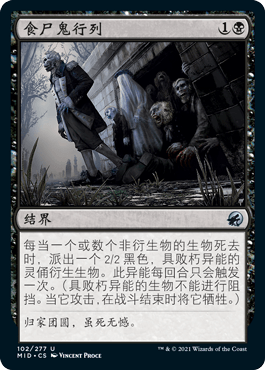 食尸鬼行列 1
结界
每当一个或数个非衍生物的生物死去
时，派出一个 2/2 黑色，具败朽异能的
灵俑衍生生物。此异能每回合只会触
发一次。（具败朽异能的生物不能进行阻
挡。当它攻击，在战斗结束时将它牺牲。）
归家团圆，虽死无憾。
102/277 U
MID • CS VINCENT PROCE
™ & © 2021 Wizards of the Coast